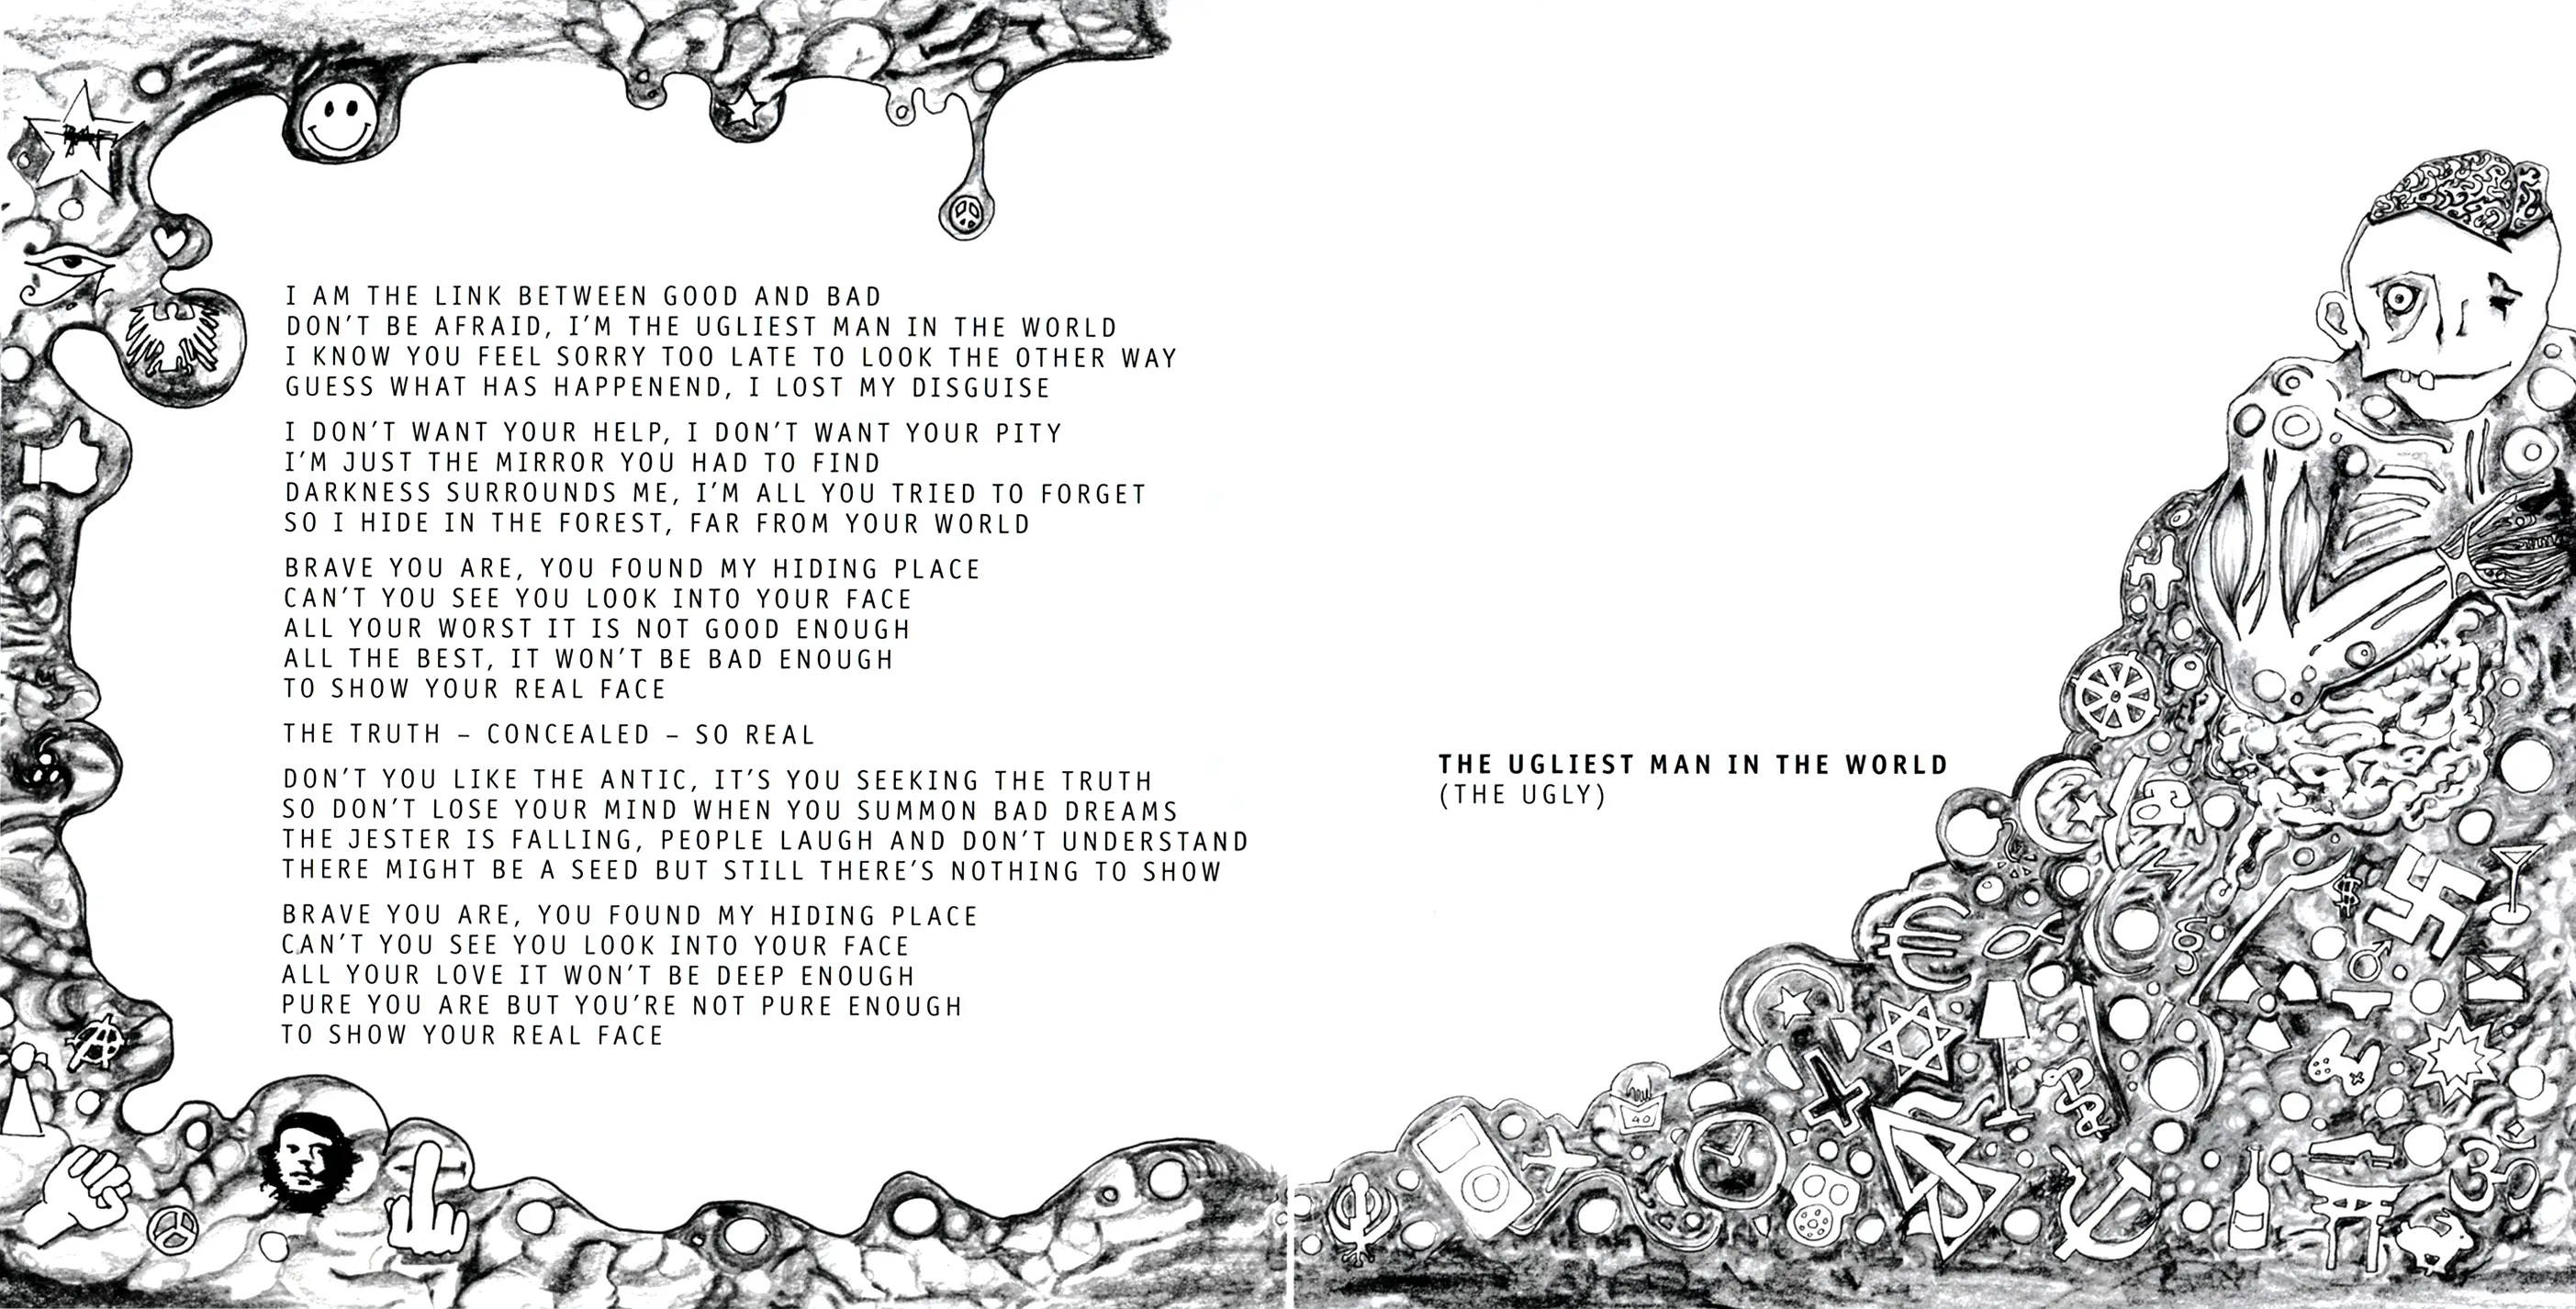 I AM THE LINK BETWEEN GOOD AND BAD
DON'T BE AFRAID, I'M THE UGLIEST MAN IN THE WORLD
I KNOW YOU FEEL SORRY TOO LATE TO LOOK THE OTHER WAY
GUESS WHAT HAS HAPPENEND, I LOST MY DISGUISE
I DON'T WANT YOUR HELP, I DON'T WANT YOUR PITY
I'M JUST THE MIRROR YOU HAD TO FIND
DARKNESS SURROUNDS ME, I'M ALL YOU TRIED TO FORGET
SO I HIDE IN THE FOREST, FAR FROM YOUR WORLD
BRAVE YOU ARE, YOU FOUND MY HIDING PLACE
CAN'T YOU SEE YOU LOOK INTO YOUR FACE
ALL YOUR WORST IT IS NOT GOOD ENOUGH
ALL THE BEST, IT WON'T BE BAD ENOUGH
TO SHOW YOUR REAL FACE
THE TRUTH – CONCEALED – SO REAL
DON'T YOU LIKE THE ANTIC, IT'S YOU SEEKING THE TRUTH
SO DON'T LOSE YOUR MIND WHEN YOU SUMMON BAD DREAMS
THE JESTER IS FALLING, PEOPLE LAUGH AND DON'T UNDERSTAND
THERE MIGHT BE A SEED BUT STILL THERE'S NOTHING TO SHOW
BRAVE YOU ARE, YOU FOUND MY HIDING PLACE
CAN'T YOU SEE YOU LOOK INTO YOUR FACE
ALL YOUR LOVE IT WON'T BE DEEP ENOUGH
PURE YOU ARE BUT YOU'RE NOT PURE ENOUGH
TO SHOW YOUR REAL FACE
THE UGLIEST MAN IN THE WORLD
(THE UGLY)
40